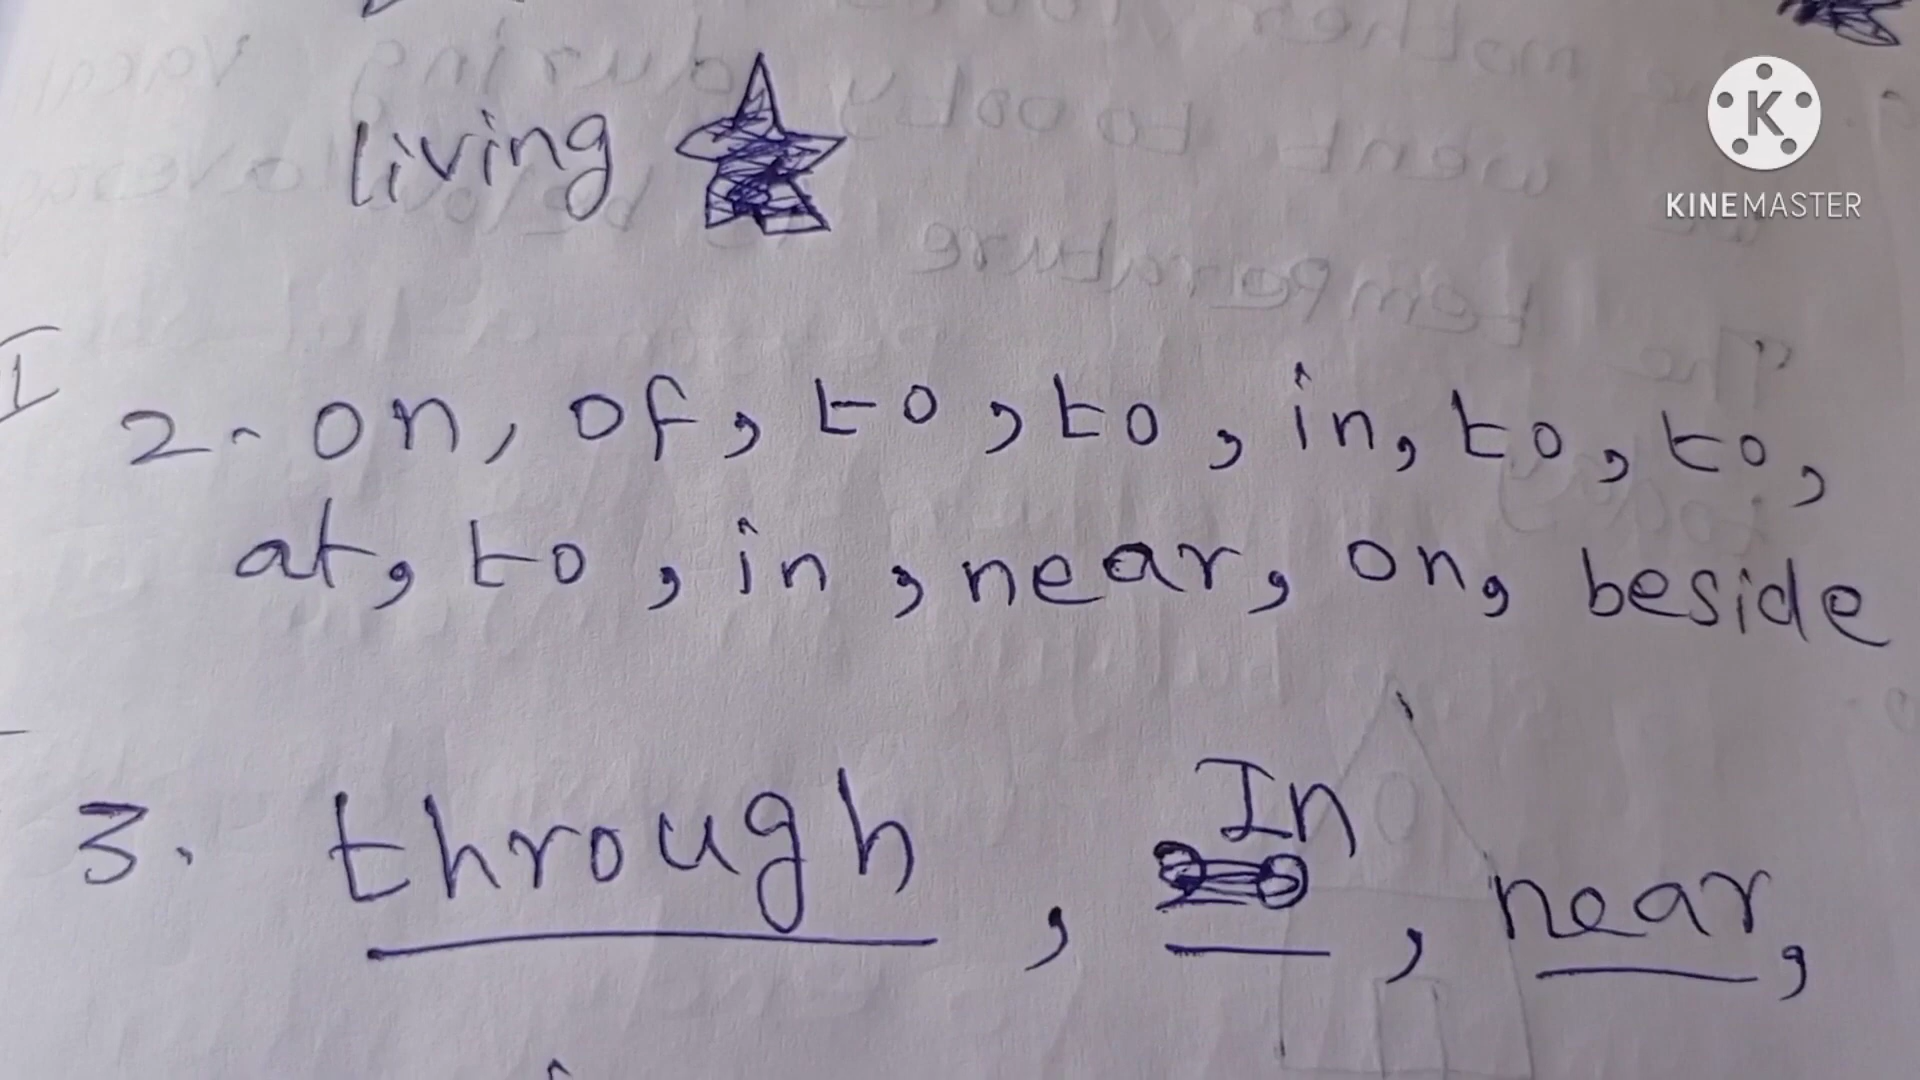 living
I
2- on, of, to, to, in, to, to,
at, to, in, near, on, beside
3. through, In, near,
K
KINEMASTER